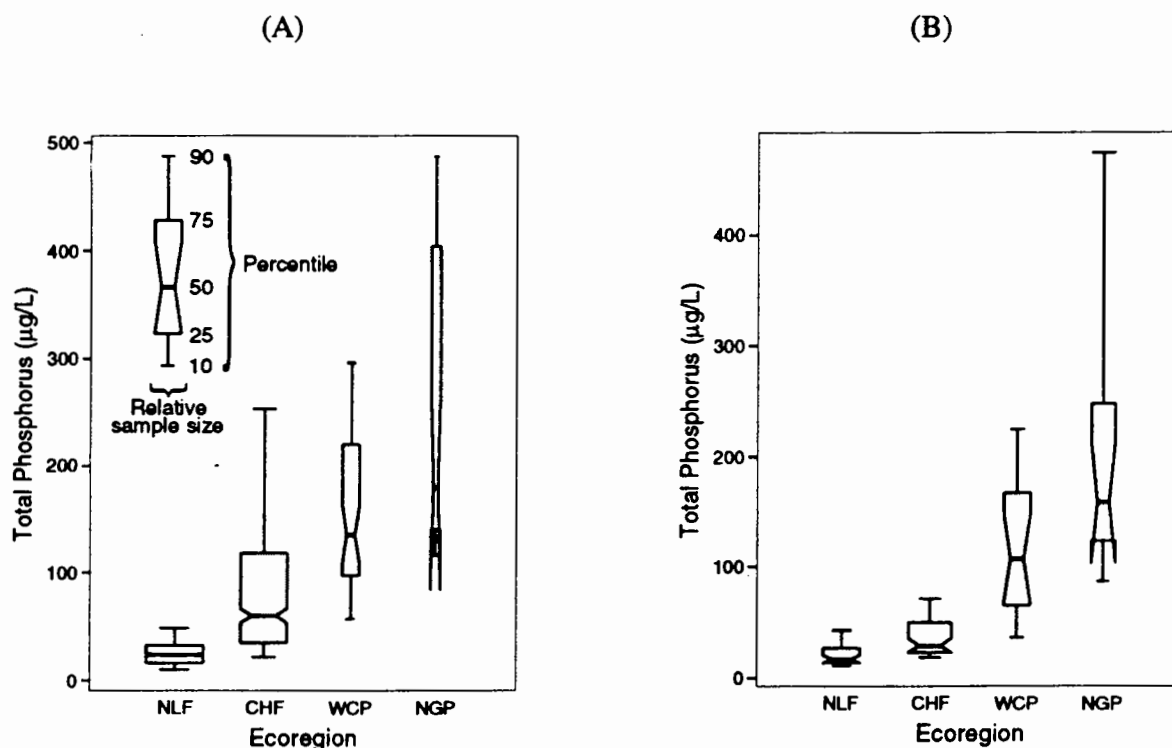 (A)
Total Phosphorus (µg/L)
500
400
300
200
100
0
90
75
50
25
10
Percentile
Relative
sample size
NLF CHF WCP NGP
Ecoregion
(B)
Total Phosphorus (µg/L)
400
300
200
100
0
NLF CHF WCP NGP
Ecoregion